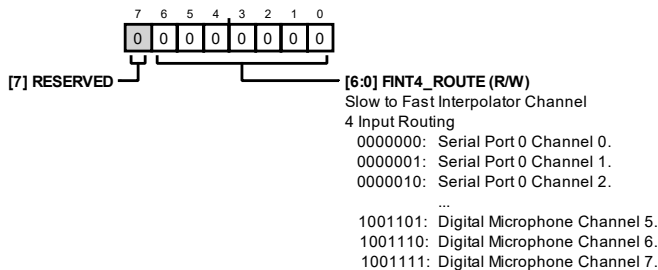 7 6 5 4 3 2 1 0
0 0 0 0 0 0 0 0
[7] RESERVED
[6:0] FINT4_ROUTE (R/W)
Slow to Fast Interpolator Channel
4 Input Routing
0000000: Serial Port 0 Channel 0.
0000001: Serial Port 0 Channel 1.
0000010: Serial Port 0 Channel 2.
...
1001101: Digital Microphone Channel 5.
1001110: Digital Microphone Channel 6.
1001111: Digital Microphone Channel 7.